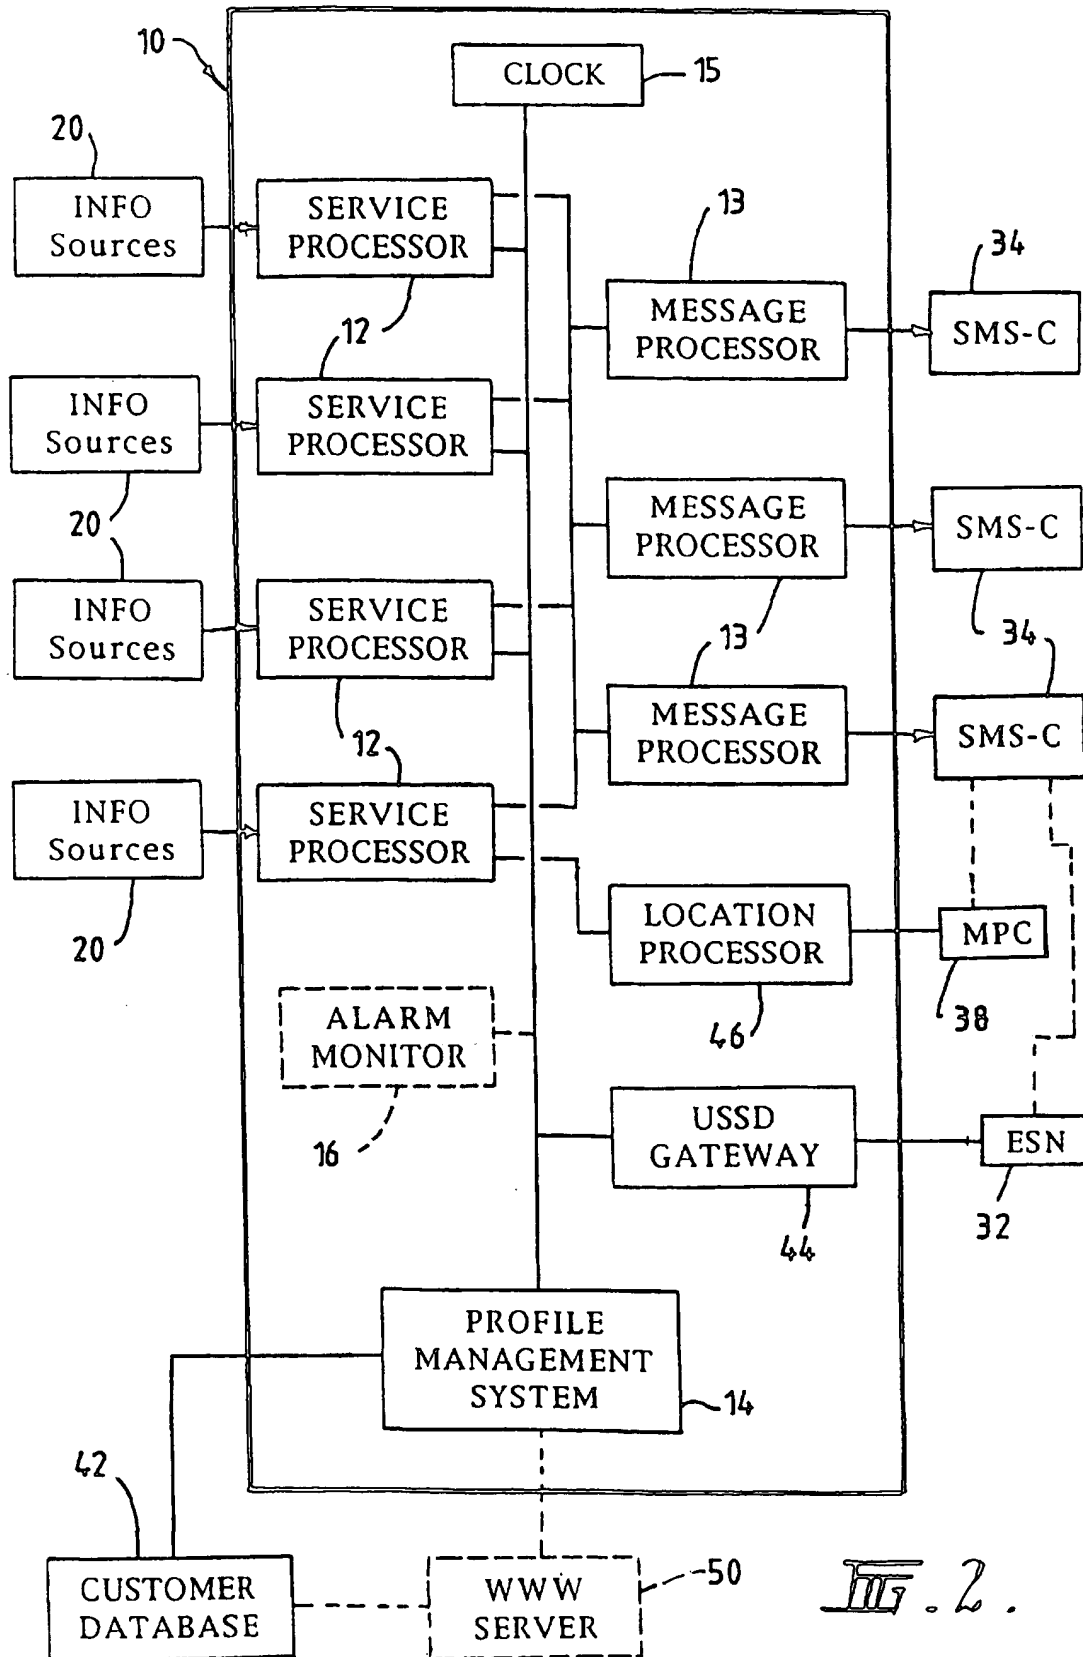 10
CLOCK
15
20
INFO
Sources
SERVICE
PROCESSOR
12
13
MESSAGE
PROCESSOR
34
SMS-C
INFO
Sources
20
SERVICE
PROCESSOR
MESSAGE
PROCESSOR
13
SMS-C
34
INFO
Sources
SERVICE
PROCESSOR
12
MESSAGE
PROCESSOR
SMS-C
INFO
Sources
20
SERVICE
PROCESSOR
LOCATION
PROCESSOR
46
MPC
38
ALARM
MONITOR
16
USSD
GATEWAY
44
ESN
32
PROFILE
MANAGEMENT
SYSTEM
14
42
CUSTOMER
DATABASE
WWW
SERVER
50
FIG. 2.